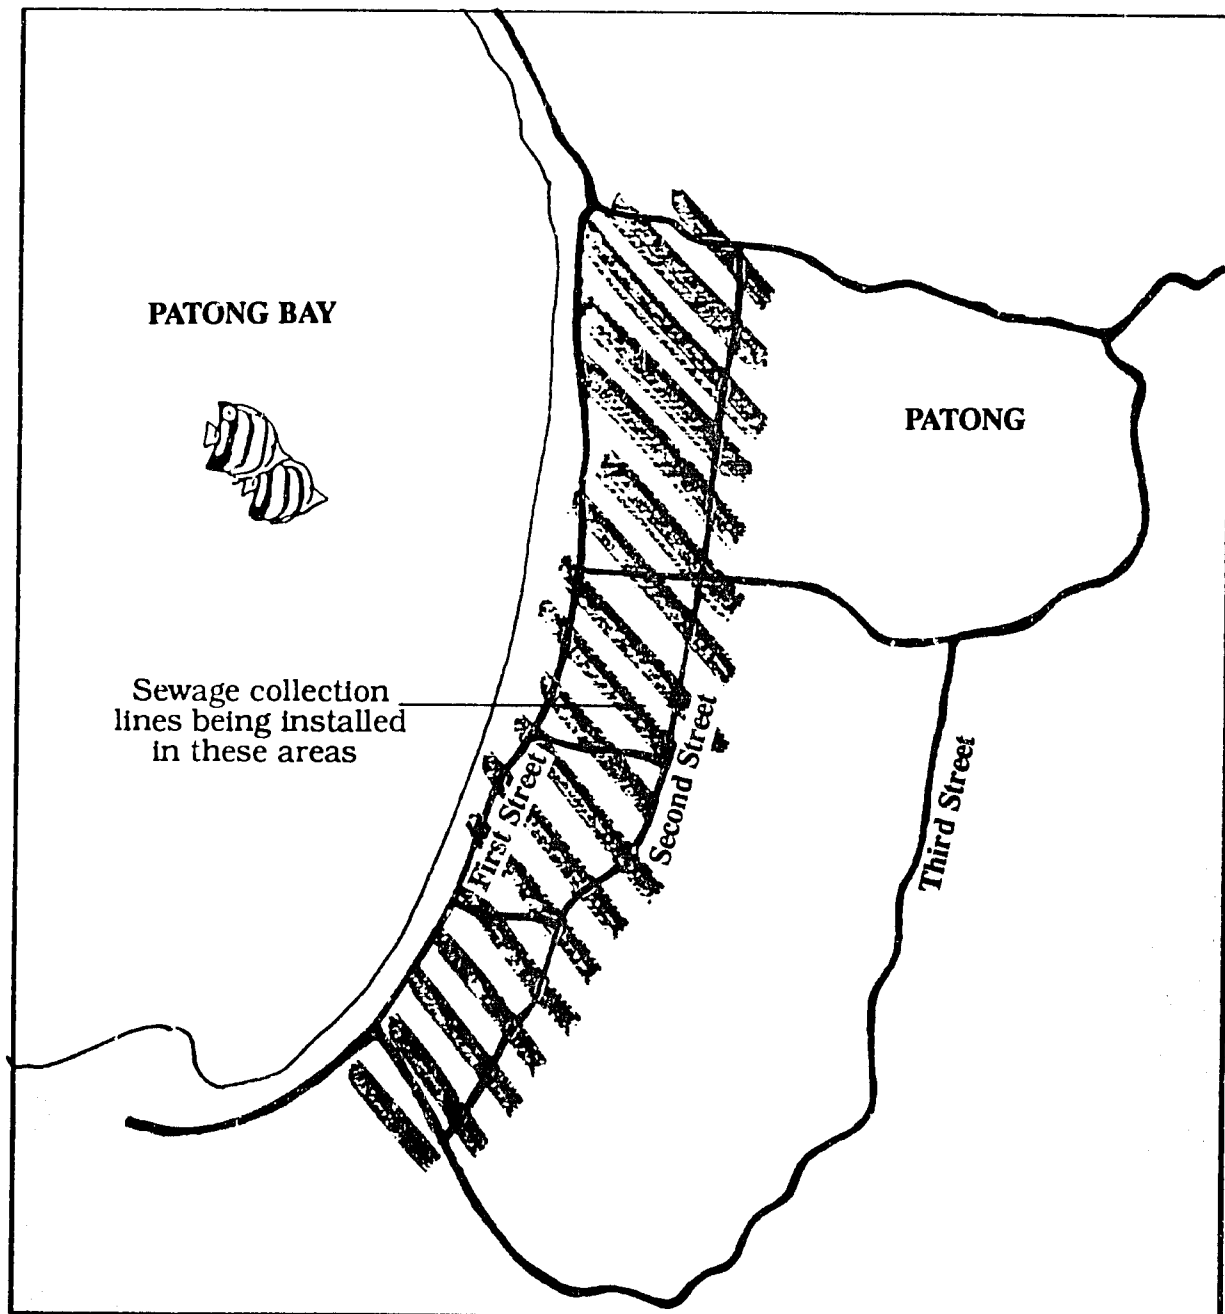 PATONG BAY
PATONG
Sewage collection
lines being installed
in these areas
First Street
Second Street
Third Street